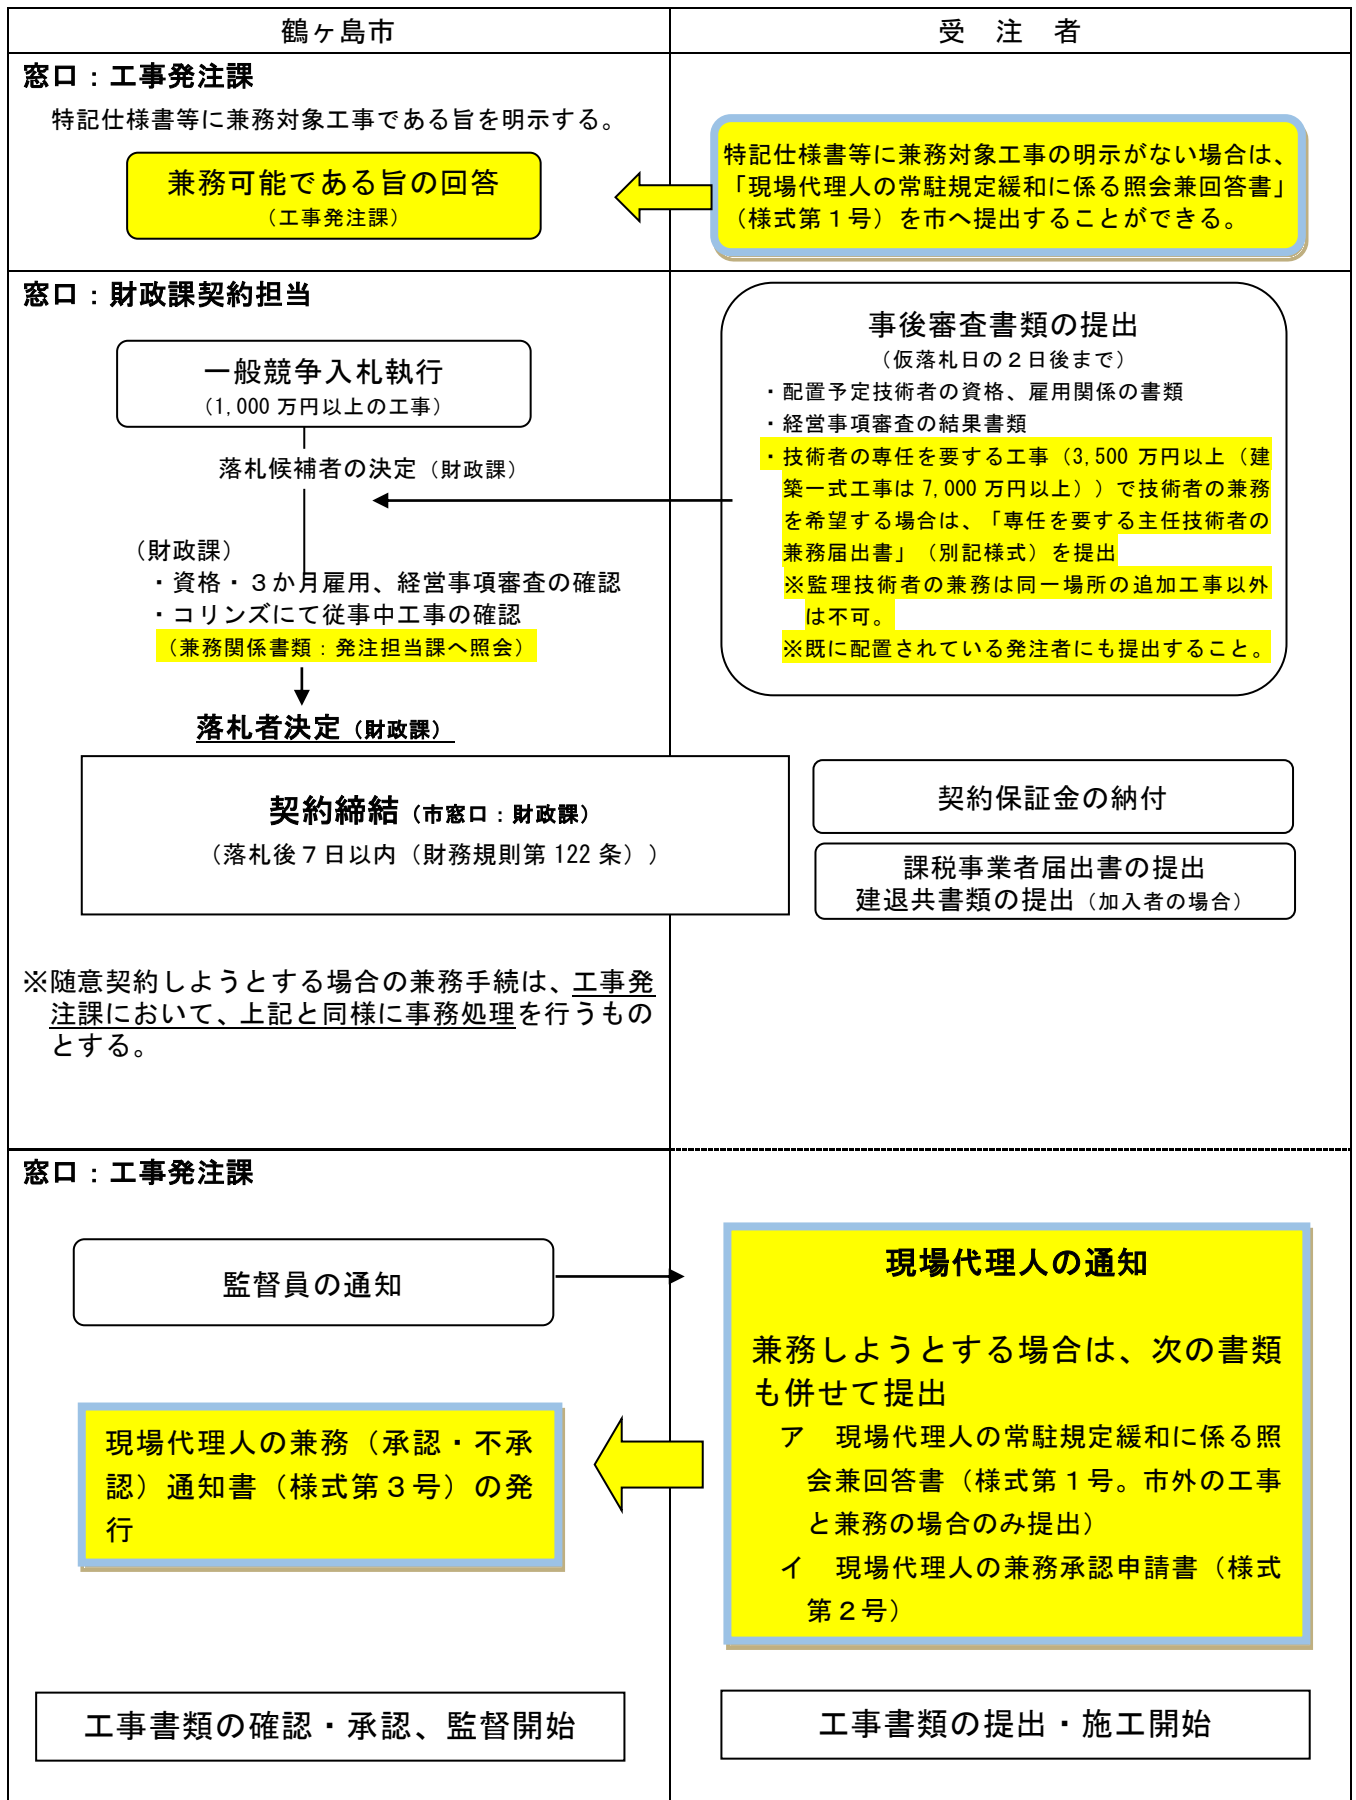 鶴ヶ島市
受　注　者
窓口：工事発注課
特記仕様書等に兼務対象工事である旨を明示する。
兼務可能である旨の回答
（工事発注課）
特記仕様書等に兼務対象工事の明示がない場合は、
「現場代理人の常駐規定緩和に係る照会兼回答書」
（様式第１号）を市へ提出することができる。
窓口：財政課契約担当
一般競争入札執行
（1,000 万円以上の工事）
落札候補者の決定（財政課）
（財政課）
・資格・３か月雇用、経営事項審査の確認
・コリンズにて従事中工事の確認
（兼務関係書類：発注担当課へ照会）
落札者決定（財政課）
事後審査書類の提出
（仮落札日の２日後まで）
・配置予定技術者の資格、雇用関係の書類
・経営事項審査の結果書類
・技術者の専任を要する工事（3,500 万円以上（建
築一式工事は 7,000 万円以上））で技術者の兼務
を希望する場合は、「専任を要する主任技術者の
兼務届出書」（別記様式）を提出
※監理技術者の兼務は同一場所の追加工事以外
は不可。
※既に配置されている発注者にも提出すること。
契約締結（市窓口：財政課）
（落札後７日以内（財務規則第 122 条））
契約保証金の納付
課税事業者届出書の提出
建退共書類の提出（加入者の場合）
※随意契約しようとする場合の兼務手続は、工事発
注課において、上記と同様に事務処理を行うもの
とする。
窓口：工事発注課
監督員の通知
現場代理人の兼務（承認・不承
認）通知書（様式第３号）の発
行
現場代理人の通知
兼務しようとする場合は、次の書類
も併せて提出
ア　現場代理人の常駐規定緩和に係る照
会兼回答書（様式第１号。市外の工事
と兼務の場合のみ提出）
イ　現場代理人の兼務承認申請書（様式
第２号）
工事書類の確認・承認、監督開始
工事書類の提出・施工開始